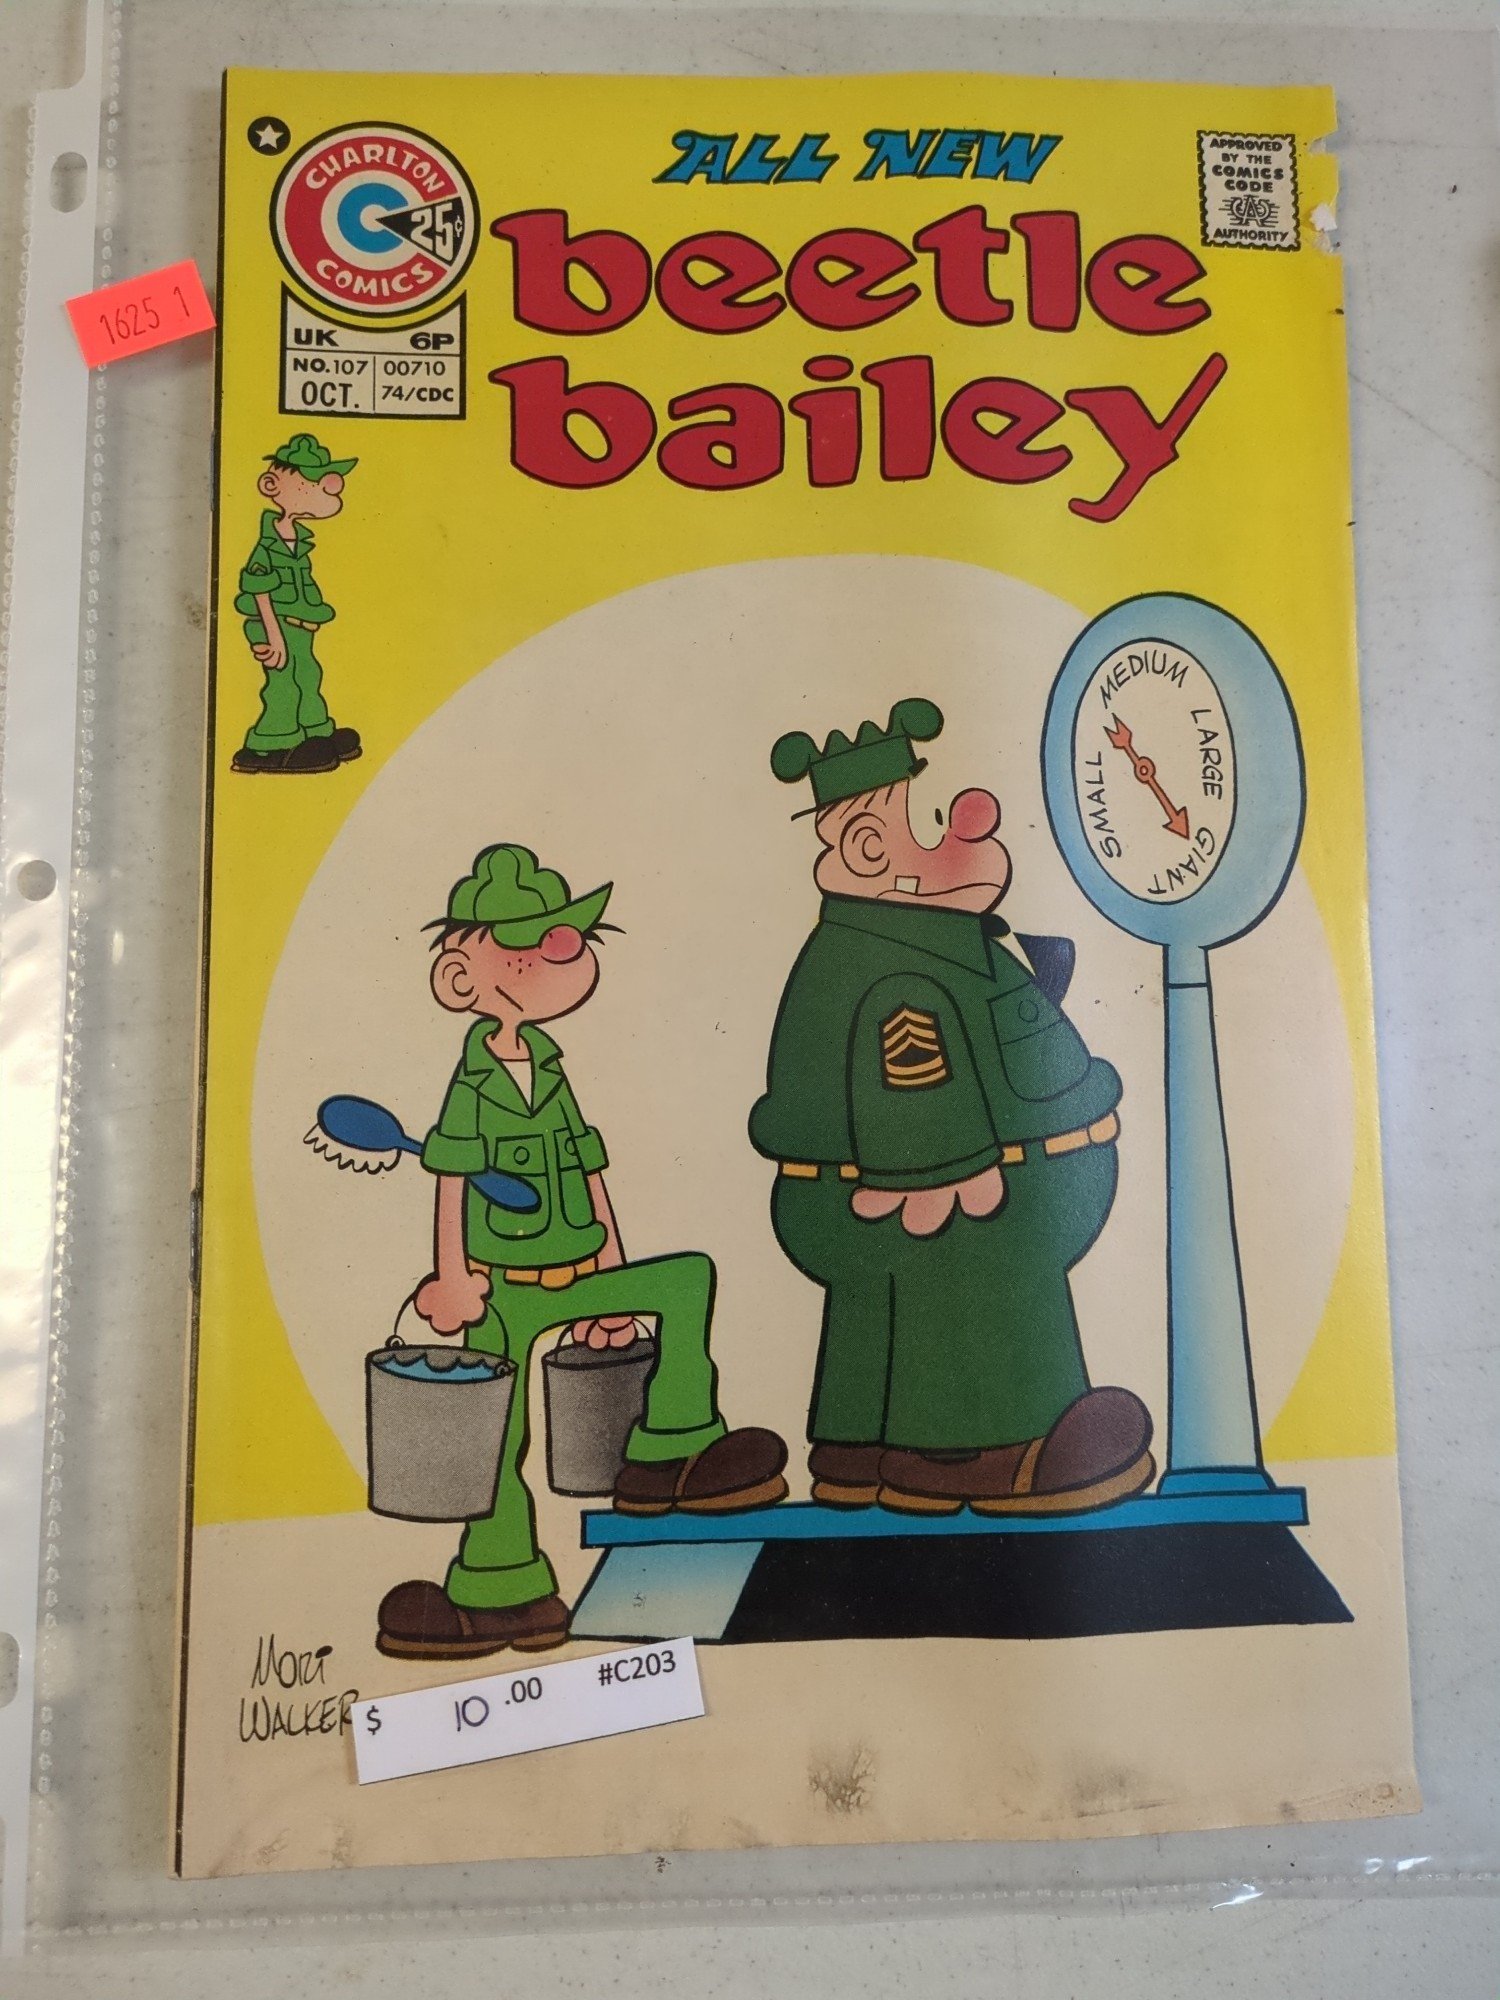 ALL NEW
beetle
bailey
CHARLTON
C
25¢
COMICS
UK 6P
NO.107 00710
OCT. 74/CDC
APPROVED
BY THE
COMICS
CODE
AUTHORITY
1625 1
SMALL MEDIUM LARGE GIANT
MORT
WALKER
$ 10 .00 #C203